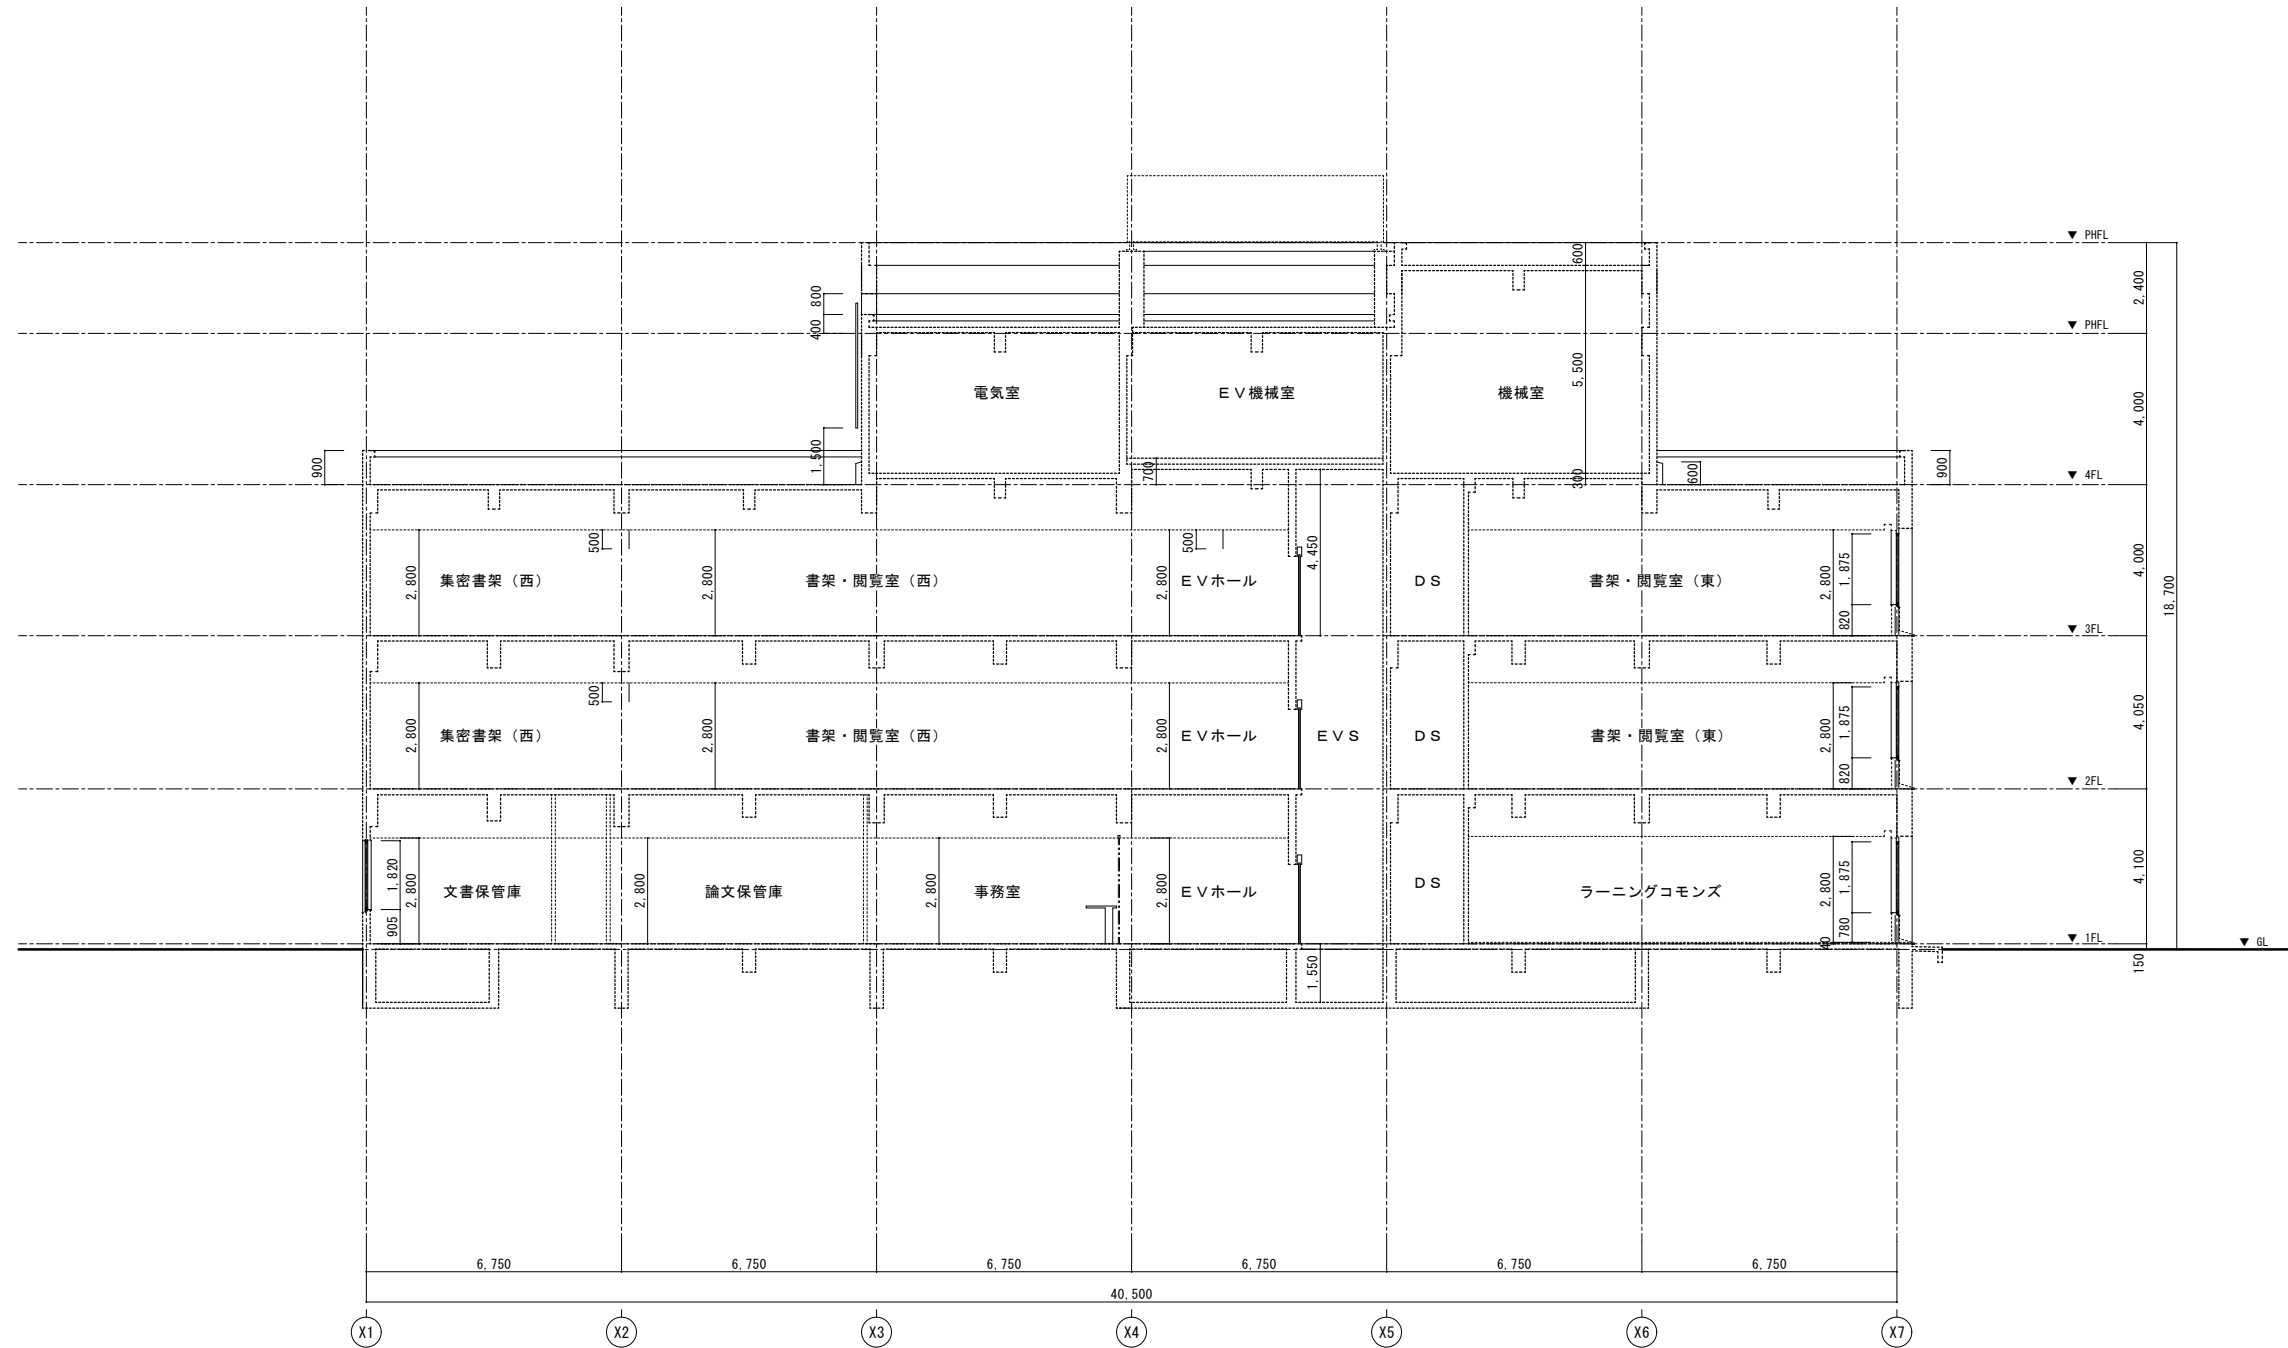 ▼ PHFL
600
2,400
800
400
▼ PHFL
5,500
電気室
ＥＶ機械室
機械室
4,000
18,700
900
1,500
700
300
600
900
▼ 4FL
500
500
4,450
2,800
集密書架（西）
2,800
書架・閲覧室（西）
2,800
ＥＶホール
ＤＳ
書架・閲覧室（東）
2,800
1,875
820
4,000
▼ 3FL
500
2,800
集密書架（西）
2,800
書架・閲覧室（西）
2,800
ＥＶホール
ＥＶＳ
ＤＳ
書架・閲覧室（東）
2,800
1,875
820
4,050
▼ 2FL
1,820
905
2,800
文書保管庫
2,800
論文保管庫
2,800
事務室
2,800
ＥＶホール
ＤＳ
ラーニングコモンズ
2,800
1,875
780
40
4,100
▼ 1FL
▼ GL
1,550
150
6,750
6,750
6,750
6,750
6,750
6,750
40,500
X1
X2
X3
X4
X5
X6
X7